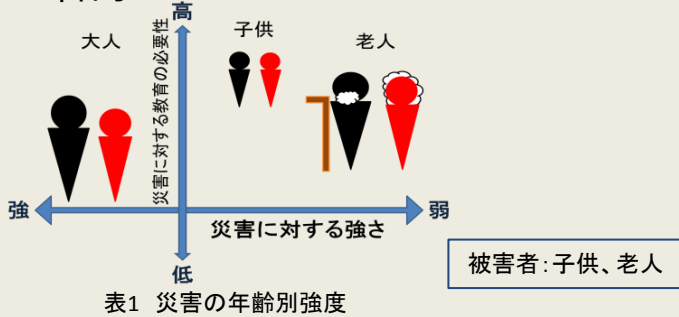 高
大人
子供
老人
災害に対する教育の必要性
強
弱
災害に対する強さ
低
被害者：子供、老人
表1 災害の年齢別強度